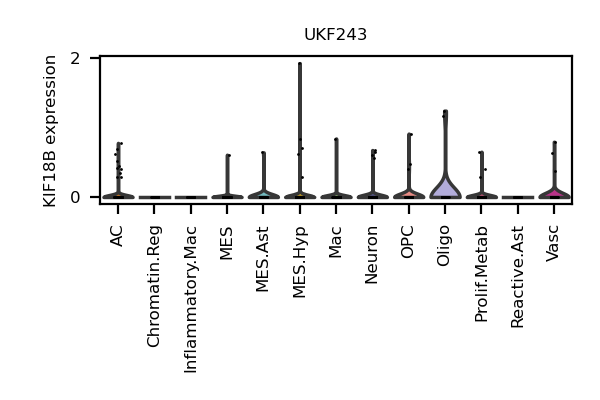 UKF243
KIF18B expression
2
0
AC
Chromatin.Reg
Inflammatory.Mac
MES
MES.Ast
MES.Hyp
Mac
Neuron
OPC
Oligo
Prolif.Metab
Reactive.Ast
Vasc